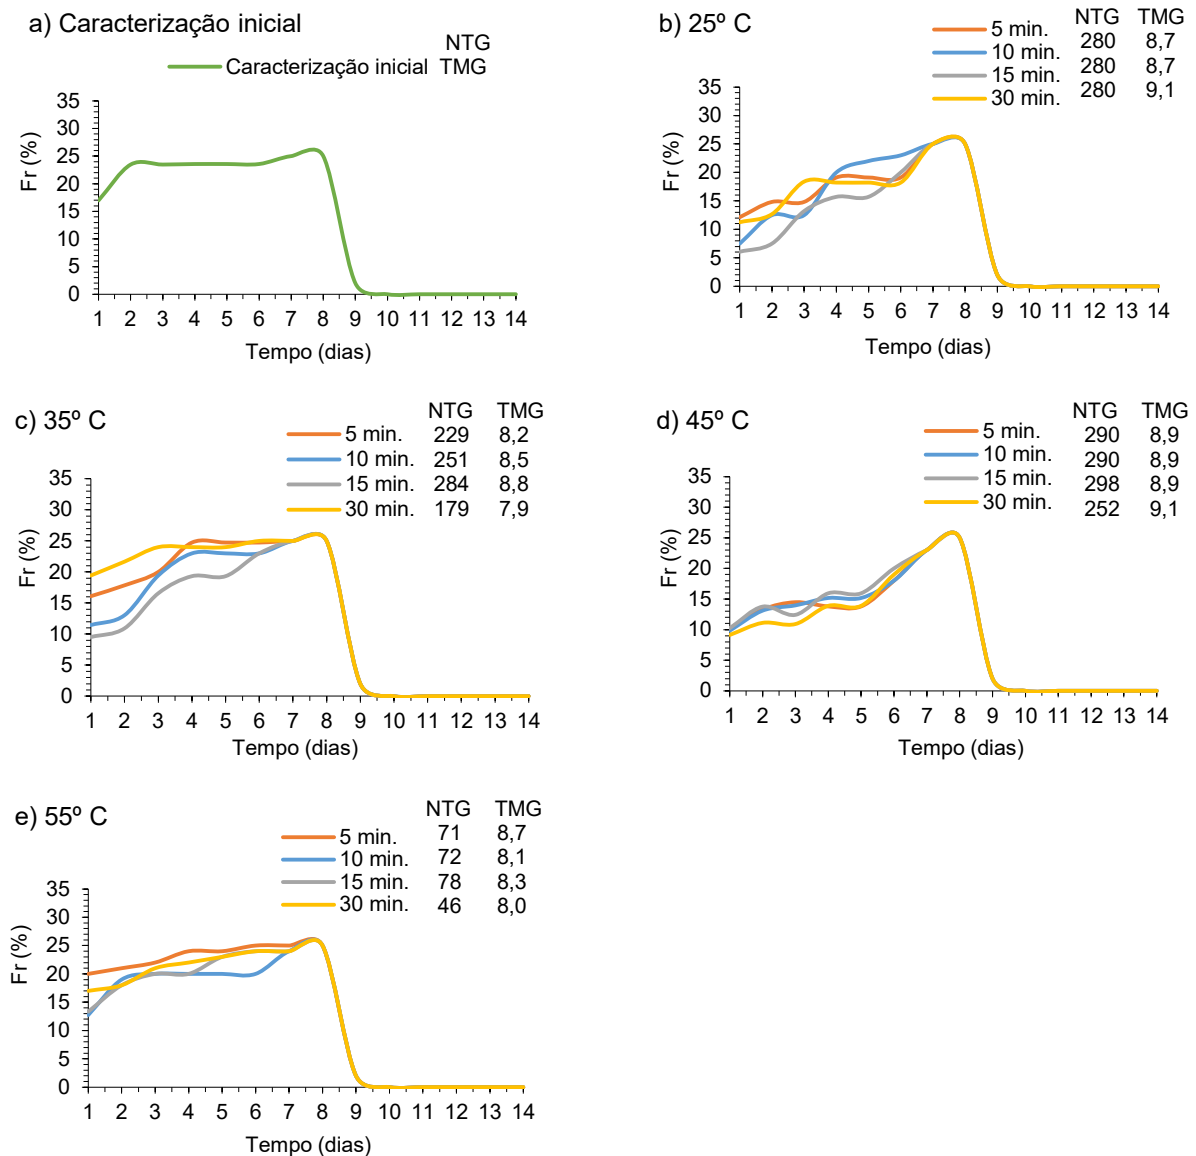 a) Caracterização inicial
NTG
Caracterização inicial TMG
35
30
25
20
15
10
5
0
Fr (%)
1 2 3 4 5 6 7 8 9 10 11 12 13 14
Tempo (dias)
b) 25º C
NTG TMG
5 min. 280 8,7
10 min. 280 8,7
15 min. 280 9,1
30 min.
35
30
25
20
15
10
5
0
Fr (%)
1 2 3 4 5 6 7 8 9 10 11 12 13 14
Tempo (dias)
c) 35º C
NTG TMG
5 min. 229 8,2
10 min. 251 8,5
15 min. 284 8,8
30 min. 179 7,9
35
30
25
20
15
10
5
0
Fr (%)
1 2 3 4 5 6 7 8 9 10 11 12 13 14
Tempo (dias)
d) 45º C
NTG TMG
5 min. 290 8,9
10 min. 290 8,9
15 min. 298 8,9
30 min. 252 9,1
35
30
25
20
15
10
5
0
Fr (%)
1 2 3 4 5 6 7 8 9 10 11 12 13 14
Tempo (dias)
e) 55º C
NTG TMG
5 min. 71 8,7
10 min. 72 8,1
15 min. 78 8,3
30 min. 46 8,0
35
30
25
20
15
10
5
0
Fr (%)
1 2 3 4 5 6 7 8 9 10 11 12 13 14
Tempo (dias)